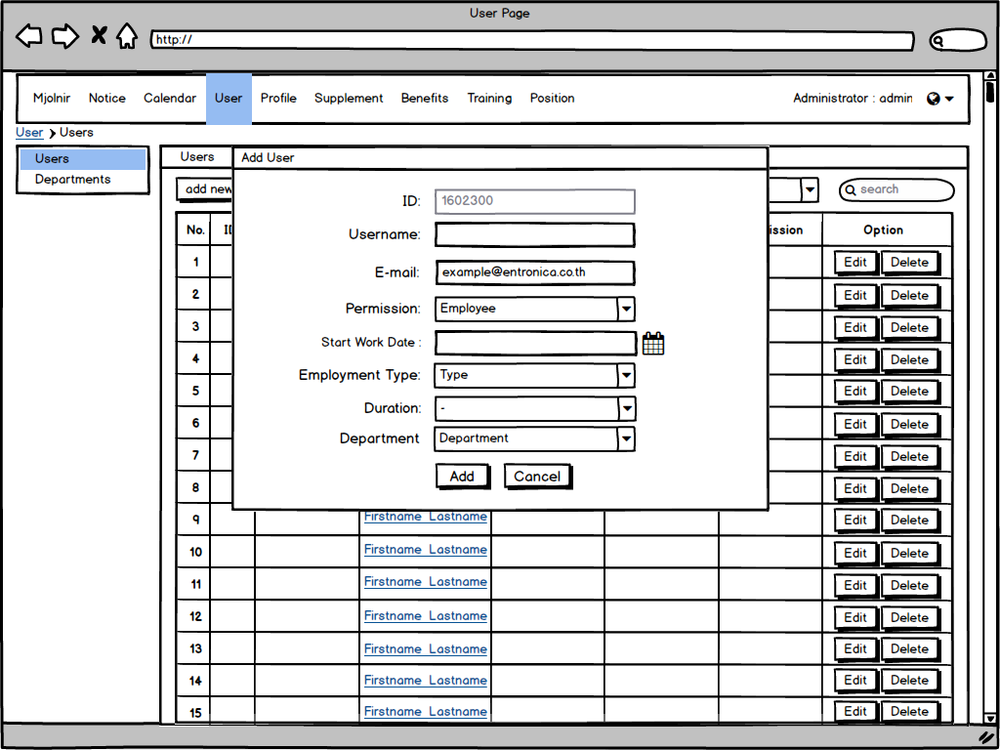 User Page
http://
Mjolnir Notice Calendar User Profile Supplement Benefits Training Position Administrator : admin
User Users
Users
Departments
Users
Add User
add new
search
No. Option
ID: 1602300
Username:
E-mail: example@entronica.co.th
Permission: Employee
Start Work Date :
Employment Type: Type
Duration: -
Department Department
Add Cancel
1 Edit Delete
2 Edit Delete
3 Edit Delete
4 Edit Delete
5 Edit Delete
6 Edit Delete
7 Edit Delete
8 Edit Delete
9 Firstname Lastname Edit Delete
10 Firstname Lastname Edit Delete
11 Firstname Lastname Edit Delete
12 Firstname Lastname Edit Delete
13 Firstname Lastname Edit Delete
14 Firstname Lastname Edit Delete
15 Firstname Lastname Edit Delete